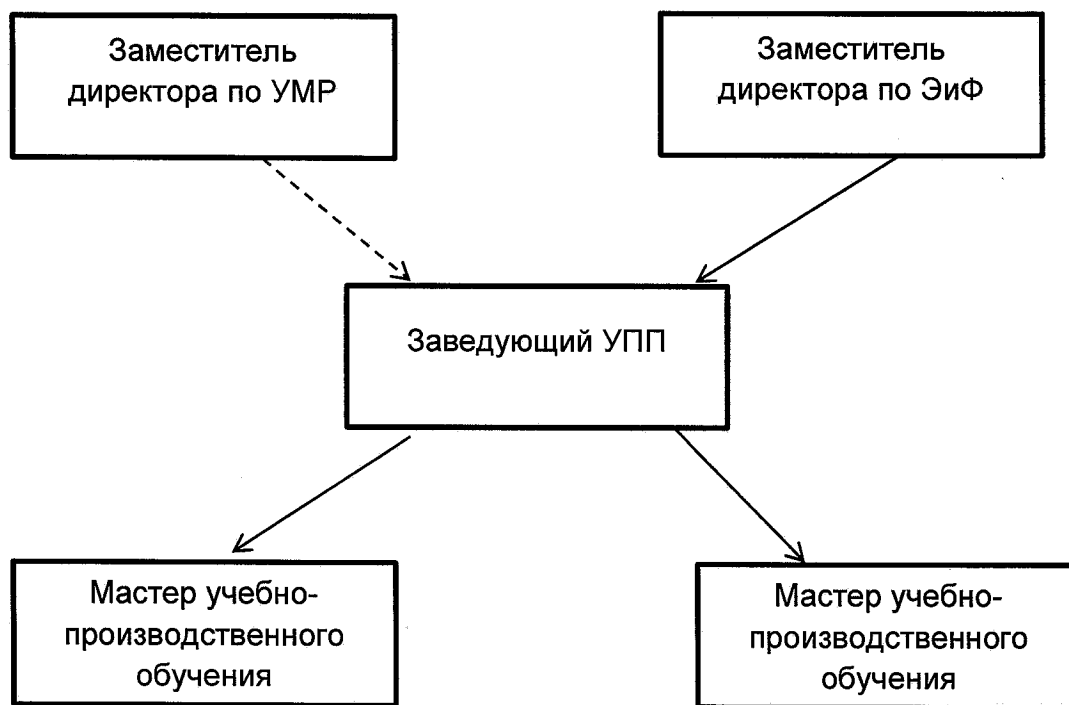 Заместитель
директора по УМР
Заместитель
директора по ЭиФ
Заведующий УПП
Мастер учебно-
производственного
обучения
Мастер учебно-
производственного
обучения